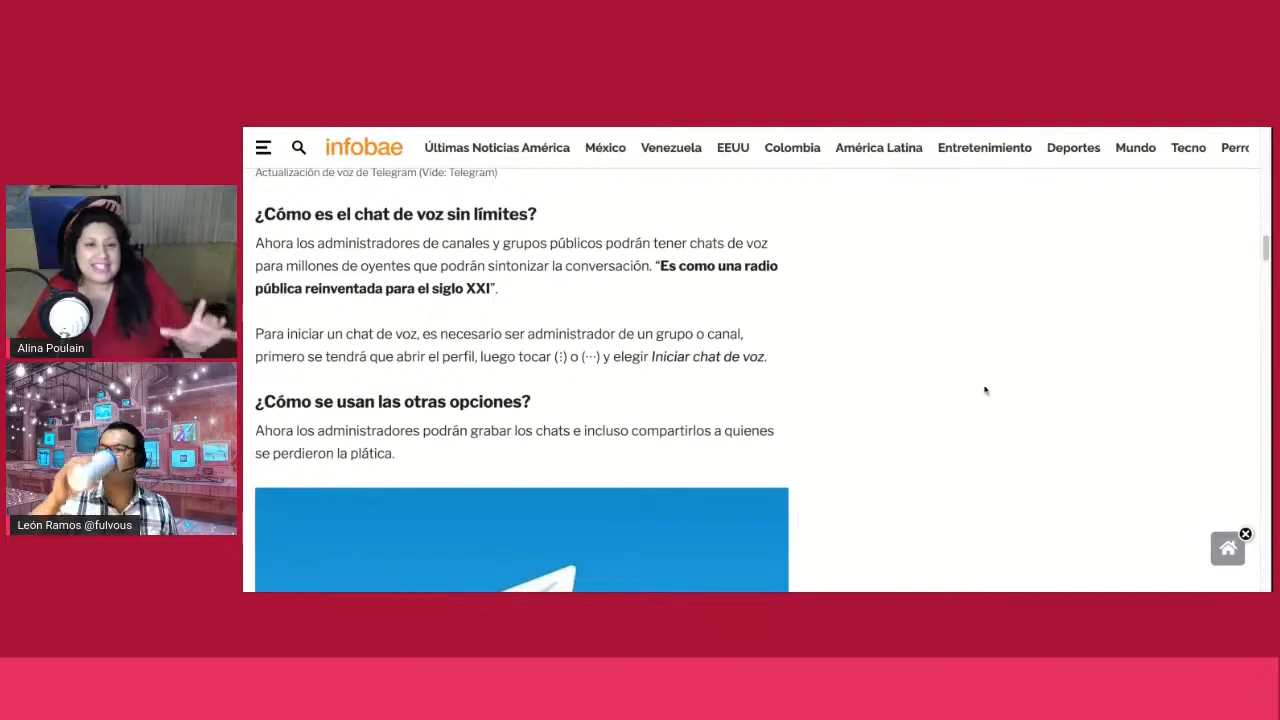 infobae
Últimas Noticias América México Venezuela EEUU Colombia América Latina Entretenimiento Deportes Mundo Tecno Perro
Actualización de voz de Telegram (Vide: Telegram)
¿Cómo es el chat de voz sin límites?
Ahora los administradores de canales y grupos públicos podrán tener chats de voz
para millones de oyentes que podrán sintonizar la conversación. “Es como una radio
pública reinventada para el siglo XXI”.
Para iniciar un chat de voz, es necesario ser administrador de un grupo o canal,
primero se tendrá que abrir el perfil, luego tocar (⋮) o (···) y elegir Iniciar chat de voz.
¿Cómo se usan las otras opciones?
Ahora los administradores podrán grabar los chats e incluso compartirlos a quienes
se perdieron la plática.
Alina Poulain
León Ramos @fulvous